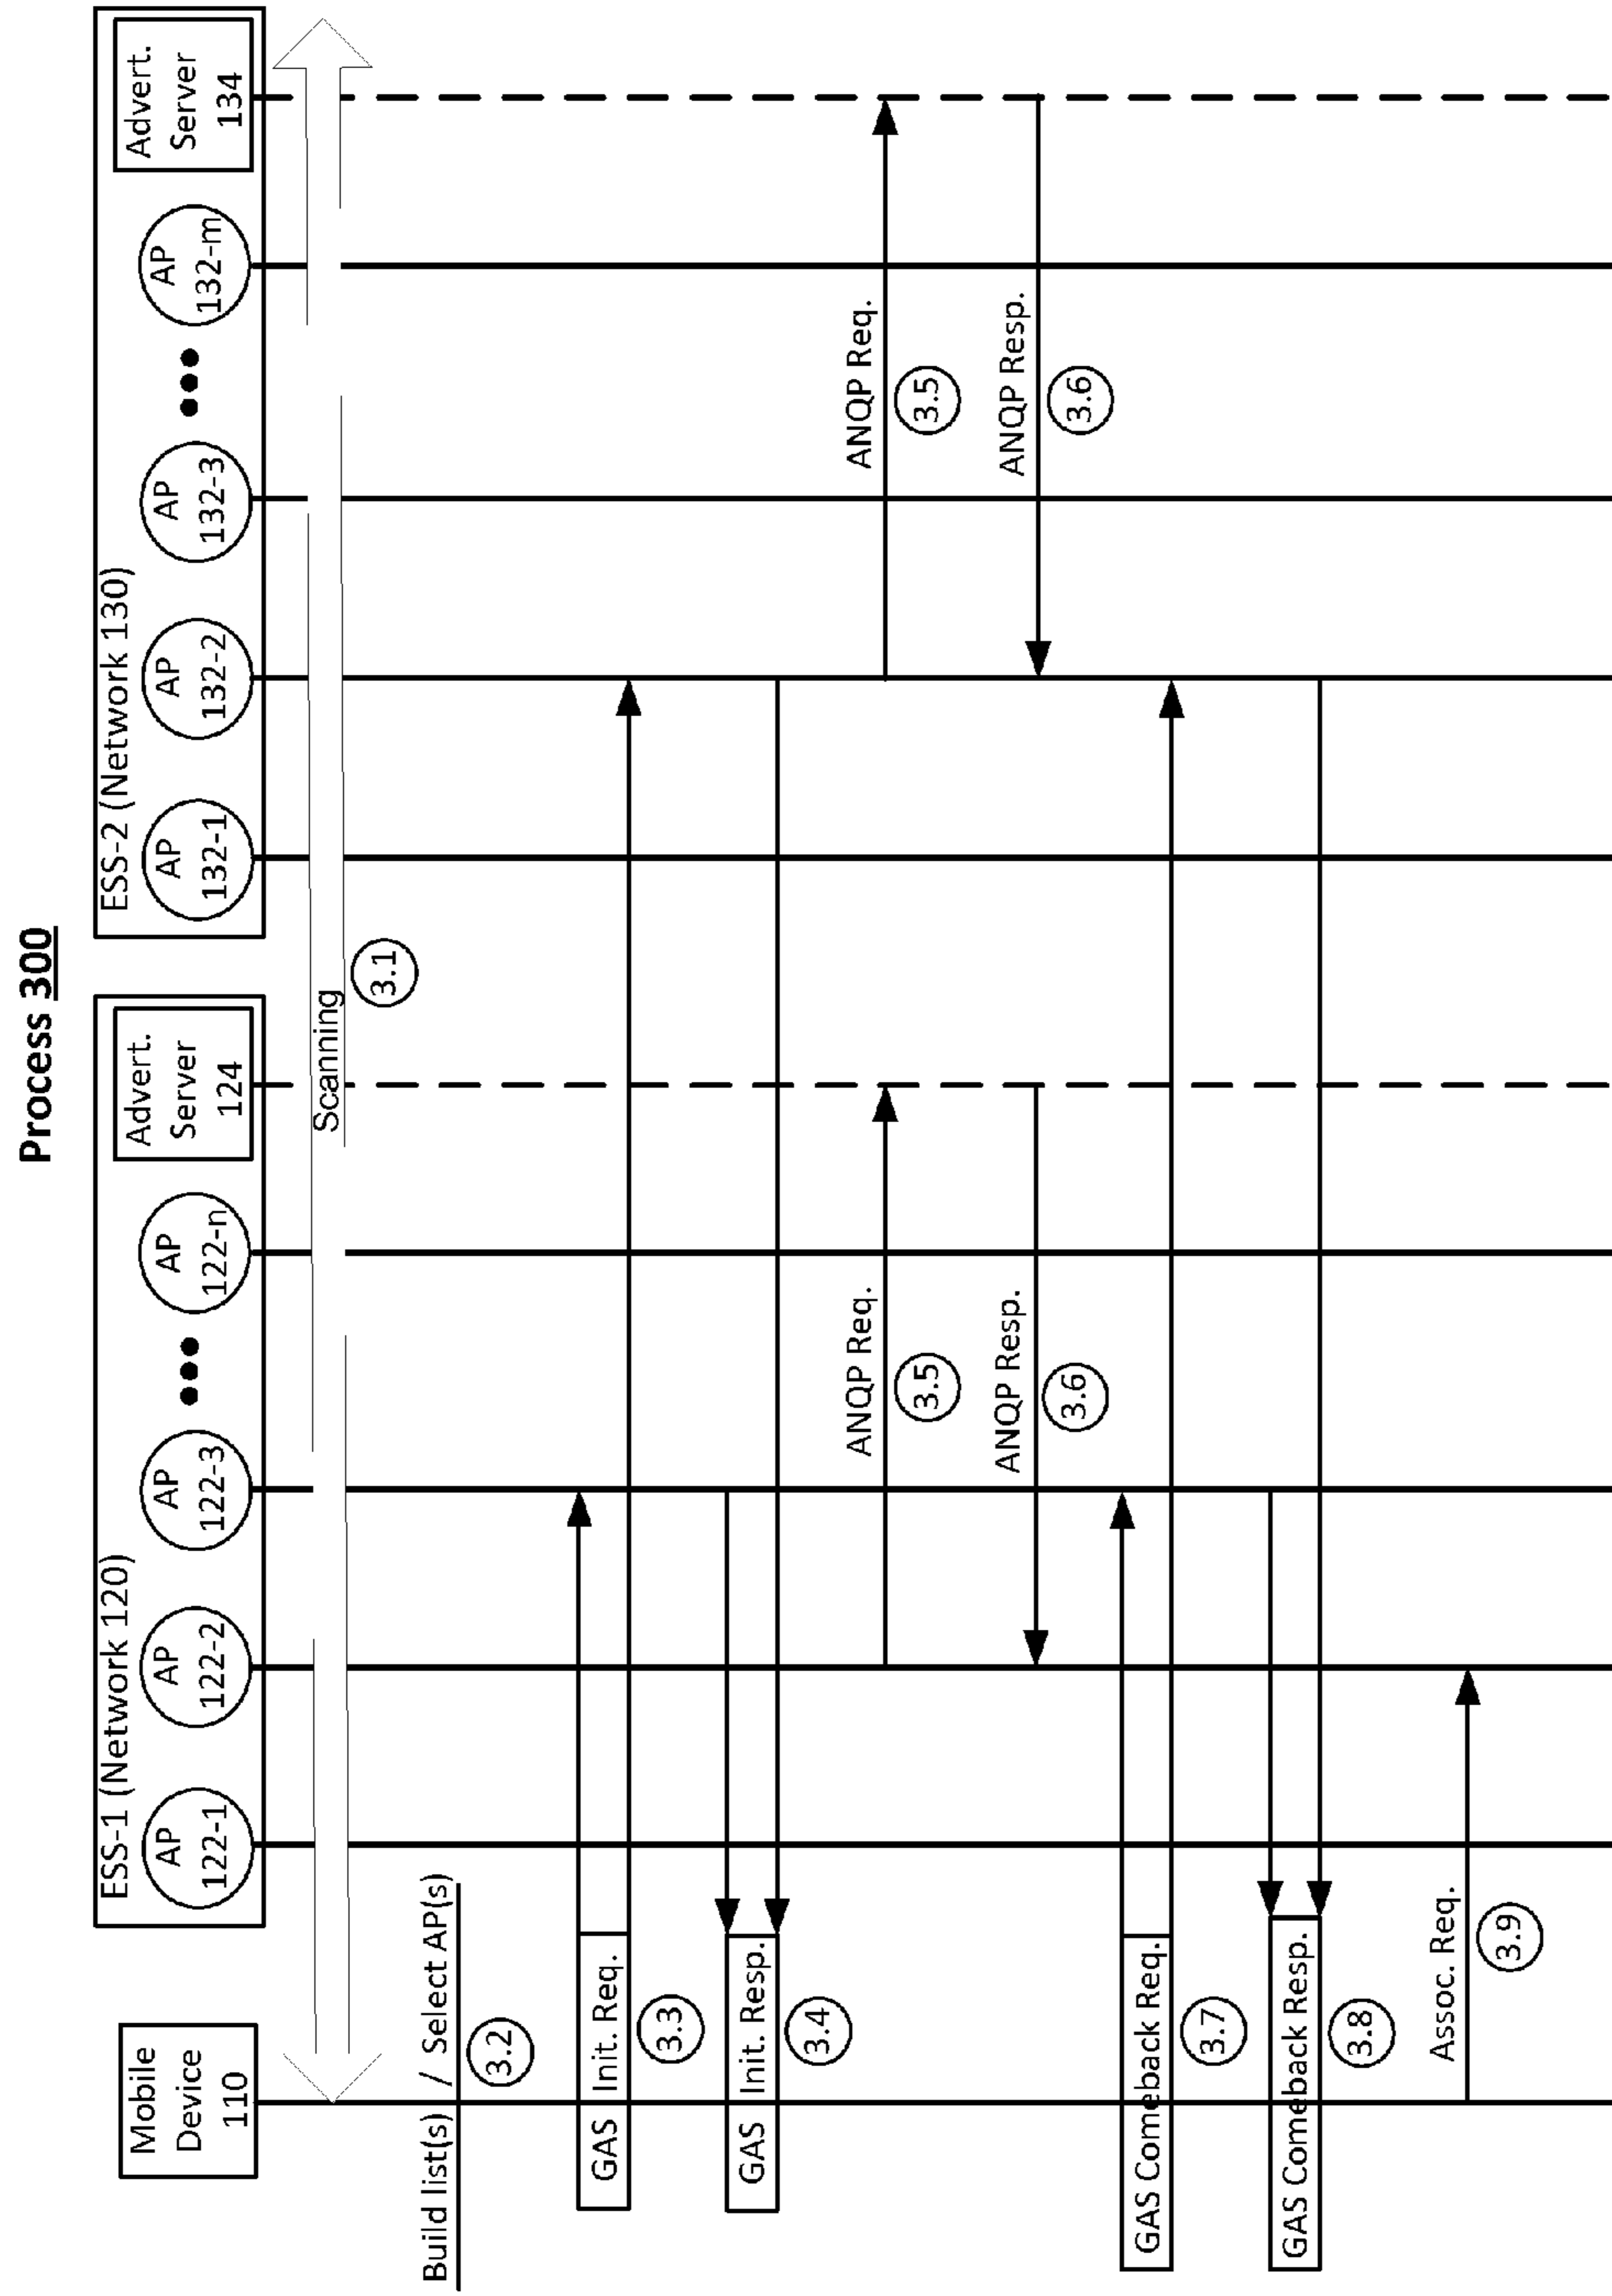 Process 300
ESS-1 (Network 120)
ESS-2 (Network 130)
Mobile
Device
110
AP
122-1
AP
122-2
AP
122-3
AP
122-n
Advert.
Server
124
AP
132-1
AP
132-2
AP
132-3
AP
132-m
Advert.
Server
134
Scanning
3.1
Build list(s) / Select AP(s)
3.2
GAS Init. Req.
3.3
GAS Init. Resp.
3.4
ANQP Req.
3.5
ANQP Req.
3.5
ANQP Resp.
3.6
ANQP Resp.
3.6
GAS Comeback Req.
3.7
GAS Comeback Resp.
3.8
Assoc. Req.
3.9